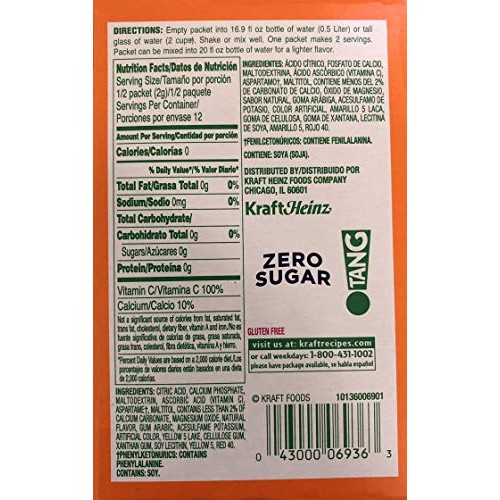 DIRECTIONS: Empty packet into 16.9 fl oz bottle of water (0.5 Liter) or tall
glass of water (2 cups). Shake or mix well. One packet makes 2 servings.
Packet can be mixed into 20 fl oz bottle of water for lighter flavor.
Nutrition Facts/Datos de Nutrición
Serving Size/Tamaño por porción
1/2 packet (2g)/1/2 paquete
Servings Per Container/
Porciones por envase 12
Amount Per Serving/Cantidad por porción
Calories/Calorías 0
% Daily Value*/% Valor Diario*
Total Fat/Grasa Total 0g 0%
Sodium/Sodio 0mg 0%
Total Carbohydrate/
Carbohidrato Total 0g 0%
Sugars/Azúcares 0g
Protein/Proteína 0g
Vitamin C/Vitamina C 100%
Calcium/Calcio 10%
Not a significant source of calories from fat, saturated fat,
trans fat, cholesterol, dietary fiber, vitamin A and iron./No es
fuente significativa de calorías de grasa, grasa saturada,
grasa trans, colesterol, fibra dietética, vitamina A y hierro.
*Percent Daily Values are based on a 2,000 calorie diet./Los
porcentajes de valores diarios están basados en una dieta
de 2,000 calorías.
INGREDIENTS: CITRIC ACID, CALCIUM PHOSPHATE,
MALTODEXTRIN, ASCORBIC ACID (VITAMIN C),
ASPARTAME†, MALTITOL, CONTAINS LESS THAN 2% OF
CALCIUM CARBONATE, MAGNESIUM OXIDE, NATURAL
FLAVOR, GUM ARABIC, ACESULFAME POTASSIUM,
ARTIFICIAL COLOR, YELLOW 5 LAKE, CELLULOSE GUM,
XANTHAN GUM, SOY LECITHIN, YELLOW 5, RED 40.
†PHENYLKETONURICS: CONTAINS
PHENYLALANINE.
CONTAINS: SOY.
INGREDIENTES: ÁCIDO CÍTRICO, FOSFATO DE CALCIO,
MALTODEXTRINA, ÁCIDO ASCÓRBICO (VITAMINA C),
ASPARTAMO†, MALTITOL, CONTIENE MENOS DEL 2%
DE CARBONATO DE CALCIO, ÓXIDO DE MAGNESIO,
SABOR NATURAL, GOMA ARÁBIGA, ACESULFAMO DE
POTASIO, COLOR ARTIFICIAL, AMARILLO 5 LACA,
GOMA DE CELULOSA, GOMA DE XANTANA, LECITINA
DE SOYA, AMARILLO 5, ROJO 40.
†FENILCETONÚRICOS: CONTIENE FENILALANINA.
CONTIENE: SOYA (SOJA).
DISTRIBUTED BY/DISTRIBUIDO POR
KRAFT HEINZ FOODS COMPANY
CHICAGO, IL 60601
KraftHeinz
ZERO
SUGAR
TANG
GLUTEN FREE
visit us at: kraftrecipes.com
or call weekdays: 1-800-431-1002
please have package available, se habla español
© KRAFT FOODS 10136006901
0 43000 06936 3